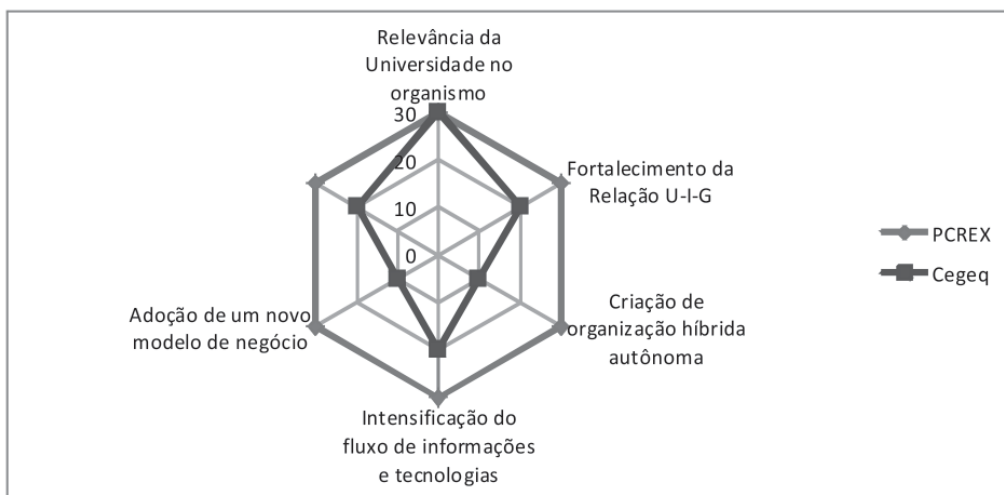 Relevância da
Universidade no
organismo
30
20
10
0
Fortalecimento da
Relação U-I-G
Criação de
organização híbrida
autônoma
Intensificação do
fluxo de informações
e tecnologias
Adoção de um novo
modelo de negócio
PCREX
Cegeq